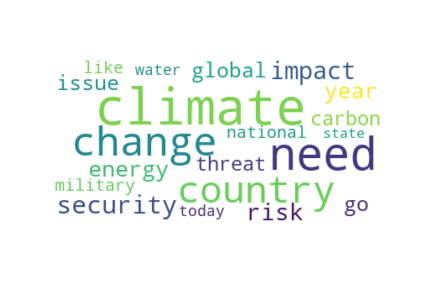 like water global impact
issue year
climate carbon
change national state
need
energy threat
military country
security today risk go